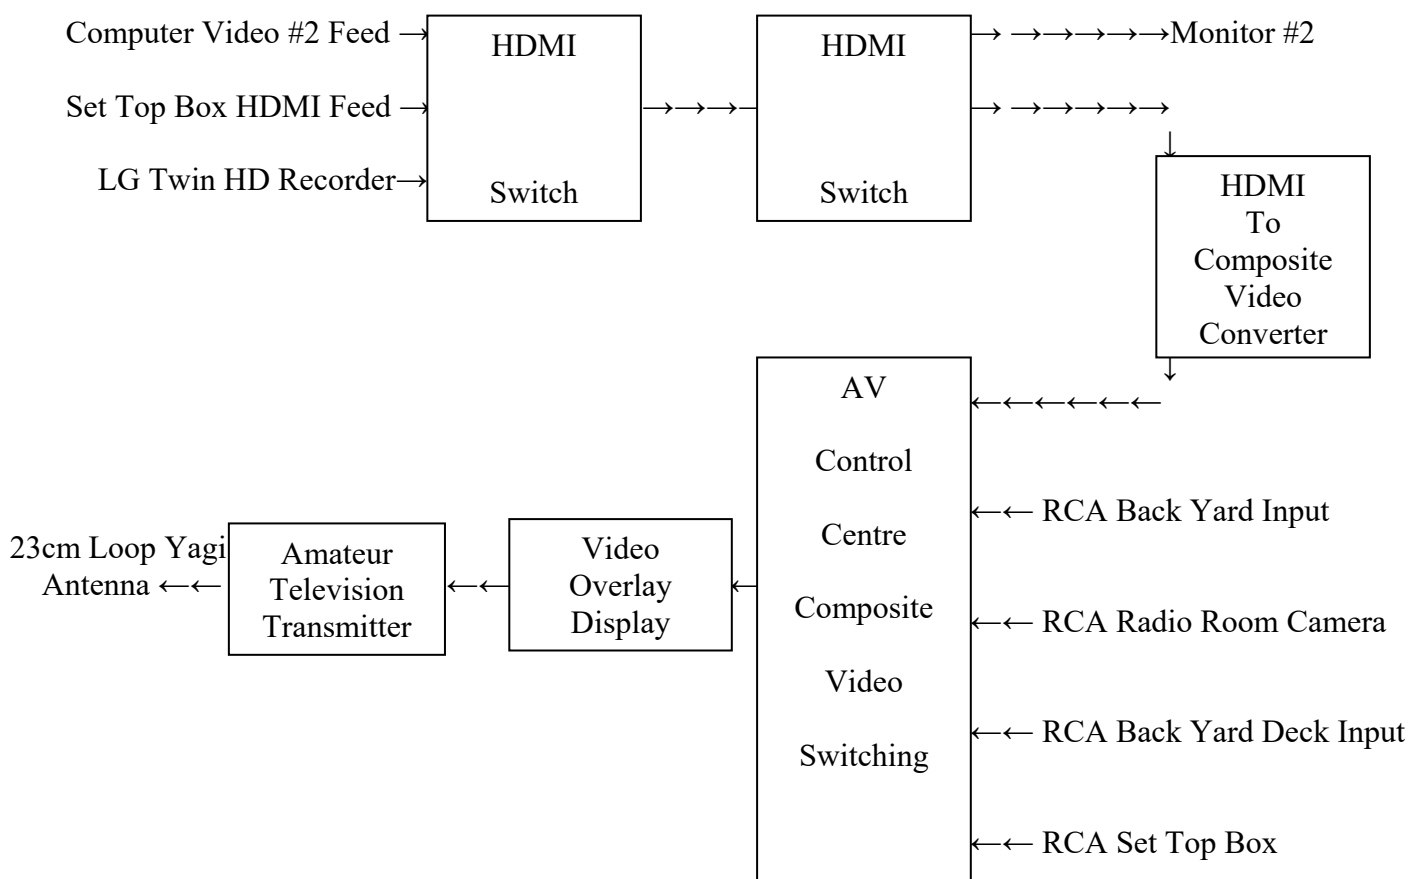 Computer Video #2 Feed →
HDMI
HDMI
→ →→→→→Monitor #2
Set Top Box HDMI Feed →
→→→→
→ →→→→→
LG Twin HD Recorder→
Switch
Switch
↓
HDMI
To
Composite
Video
Converter
↓
AV
←←←←←←
Control
←← RCA Back Yard Input
Centre
23cm Loop Yagi
Antenna ←←
Amateur
Television
Transmitter
←←
Video
Overlay
Display
←
Composite
←← RCA Radio Room Camera
Video
←← RCA Back Yard Deck Input
Switching
←← RCA Set Top Box